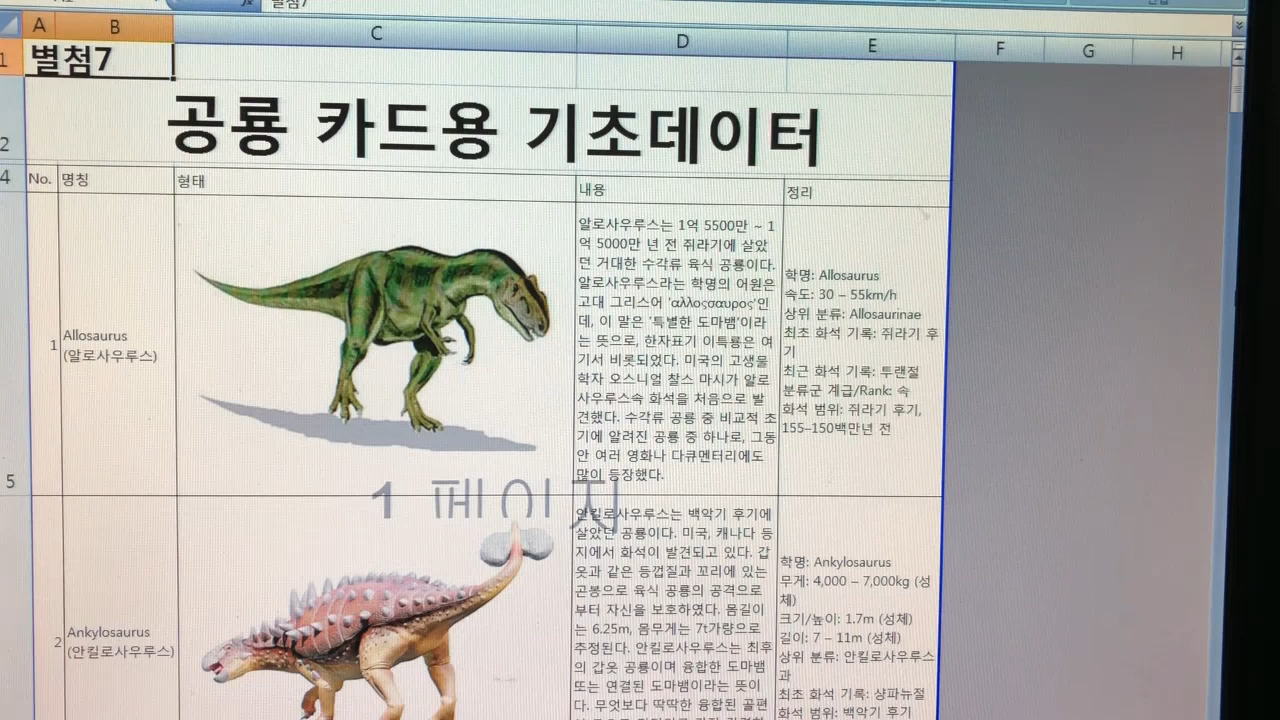 A B C D E F G H
1
별첨7
2
공룡 카드용 기초데이터
4
No. 명칭 형태 내용 정리
5
1
Allosaurus
(알로사우루스)
알로사우루스는 1억 5500만 ~ 1
억 5000만 년 전 쥐라기에 살았
던 거대한 수각류 육식 공룡이다.
알로사우루스라는 학명의 어원은
고대 그리스어 'αλλοςσαυρος'인
데, 이 말은 '특별한 도마뱀'이라
는 뜻으로, 한자표기 이특룡은 여
기서 비롯되었다. 미국의 고생물
학자 오스니얼 찰스 마시가 알로
사우루스속 화석을 처음으로 발
견했다. 수각류 공룡 중 비교적 초
기에 알려진 공룡 중 하나로, 그동
안 여러 영화나 다큐멘터리에도
많이 등장했다.
학명: Allosaurus
속도: 30 – 55km/h
상위 분류: Allosaurinae
최초 화석 기록: 쥐라기 후
기
최근 화석 기록: 투랜절
분류군 계급/Rank: 속
화석 범위: 쥐라기 후기,
155–150백만년 전
1 페이지
2
Ankylosaurus
(안킬로사우루스)
안킬로사우루스는 백악기 후기에
살았던 공룡이다. 미국, 캐나다 등
지에서 화석이 발견되고 있다. 갑
옷과 같은 등껍질과 꼬리에 있는
곤봉으로 육식 공룡의 공격으로
부터 자신을 보호하였다. 몸길이
는 6.25m, 몸무게는 7t가량으로
추정된다. 안킬로사우루스는 최후
의 갑옷 공룡이며 융합한 도마뱀
또는 연결된 도마뱀이라는 뜻이
다. 무엇보다 딱딱한 융합된 골편
학명: Ankylosaurus
무게: 4,000 – 7,000kg (성
체)
크기/높이: 1.7m (성체)
길이: 7 – 11m (성체)
상위 분류: 안킬로사우루스
과
최초 화석 기록: 샹파뉴절
화석 범위: 백악기 후기